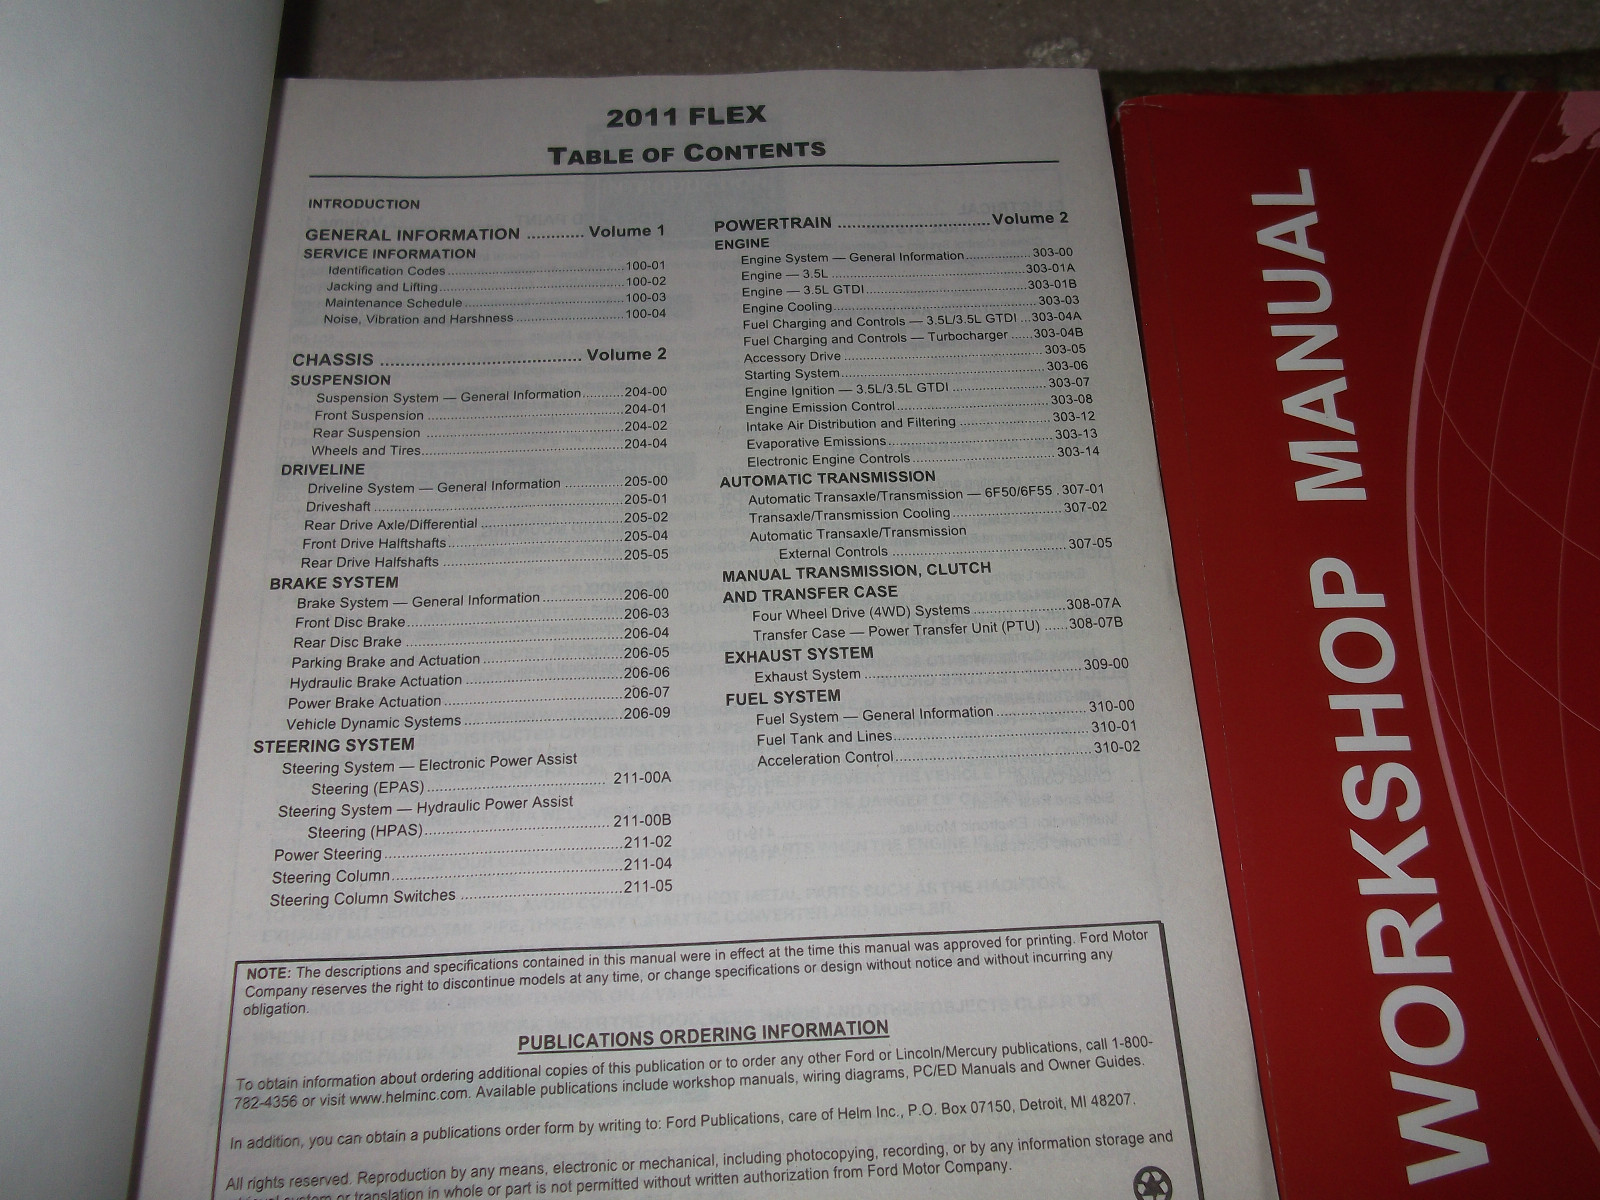 2011 FLEX
TABLE OF CONTENTS
INTRODUCTION
GENERAL INFORMATION ............ Volume 1
SERVICE INFORMATION
Identification Codes ............ 100-01
Jacking and Lifting ............ 100-02
Maintenance Schedule ............ 100-03
Noise, Vibration and Harshness ............ 100-04
CHASSIS ............ Volume 2
SUSPENSION
Suspension System — General Information ............ 204-00
Front Suspension ............ 204-01
Rear Suspension ............ 204-02
Wheels and Tires ............ 204-04
DRIVELINE
Driveline System — General Information ............ 205-00
Driveshaft ............ 205-01
Rear Drive Axle/Differential ............ 205-02
Front Drive Halftshafts ............ 205-04
Rear Drive Halfshafts ............ 205-05
BRAKE SYSTEM
Brake System — General Information ............ 206-00
Front Disc Brake ............ 206-03
Rear Disc Brake ............ 206-04
Parking Brake and Actuation ............ 206-05
Hydraulic Brake Actuation ............ 206-06
Power Brake Actuation ............ 206-07
Vehicle Dynamic Systems ............ 206-09
STEERING SYSTEM
Steering System — Electronic Power Assist
Steering (EPAS) ............ 211-00A
Steering System — Hydraulic Power Assist
Steering (HPAS) ............ 211-00B
Power Steering ............ 211-02
Steering Column ............ 211-04
Steering Column Switches ............ 211-05
POWERTRAIN ............ Volume 2
ENGINE
Engine System — General Information ............ 303-00
Engine — 3.5L ............ 303-01A
Engine — 3.5L GTDI ............ 303-01B
Engine Cooling ............ 303-03
Fuel Charging and Controls — 3.5L/3.5L GTDI ... 303-04A
Fuel Charging and Controls — Turbocharger ...... 303-04B
Accessory Drive ............ 303-05
Starting System ............ 303-06
Engine Ignition — 3.5L/3.5L GTDI ............ 303-07
Engine Emission Control ............ 303-08
Intake Air Distribution and Filtering ............ 303-12
Evaporative Emissions ............ 303-13
Electronic Engine Controls ............ 303-14
AUTOMATIC TRANSMISSION
Automatic Transaxle/Transmission — 6F50/6F55 . 307-01
Transaxle/Transmission Cooling ............ 307-02
Automatic Transaxle/Transmission
External Controls ............ 307-05
MANUAL TRANSMISSION, CLUTCH
AND TRANSFER CASE
Four Wheel Drive (4WD) Systems ............ 308-07A
Transfer Case — Power Transfer Unit (PTU) ...... 308-07B
EXHAUST SYSTEM
Exhaust System ............ 309-00
FUEL SYSTEM
Fuel System — General Information ............ 310-00
Fuel Tank and Lines ............ 310-01
Acceleration Control ............ 310-02
NOTE: The descriptions and specifications contained in this manual were in effect at the time this manual was approved for printing. Ford Motor
Company reserves the right to discontinue models at any time, or change specifications or design without notice and without incurring any
obligation.
PUBLICATIONS ORDERING INFORMATION
To obtain information about ordering additional copies of this publication or to order any other Ford or Lincoln/Mercury publications, call 1-800-
782-4356 or visit www.helminc.com. Available publications include workshop manuals, wiring diagrams, PC/ED Manuals and Owner Guides.
In addition, you can obtain a publications order form by writing to: Ford Publications, care of Helm Inc., P.O. Box 07150, Detroit, MI 48207.
All rights reserved. Reproduction by any means, electronic or mechanical, including photocopying, recording, or by any information storage and
system or translation in whole or part is not permitted without written authorization from Ford Motor Company.
WORKSHOP MANUAL